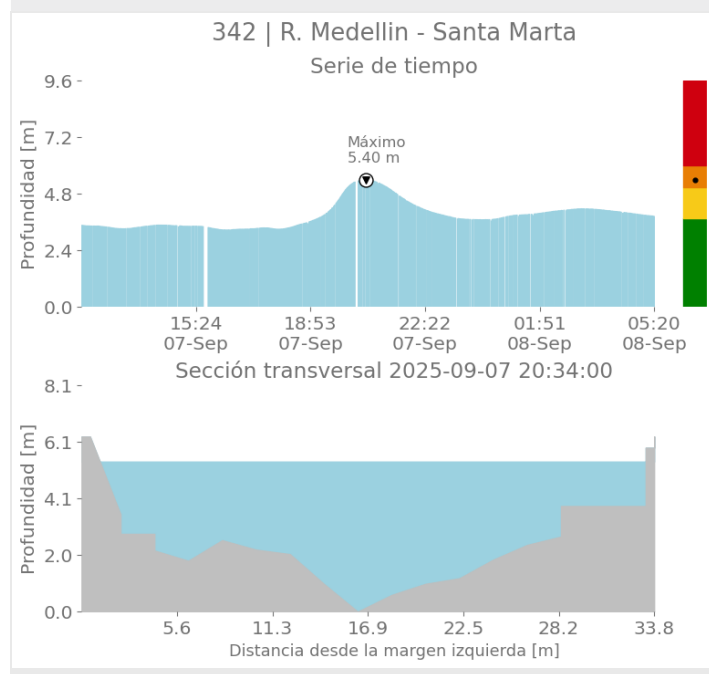 342 | R. Medellin - Santa Marta
Serie de tiempo
9.6
7.2
4.8
2.4
0.0
Profundidad [m]
Máximo
5.40 m
15:24 18:53 22:22 01:51 05:20
07-Sep 07-Sep 07-Sep 08-Sep 08-Sep
Sección transversal 2025-09-07 20:34:00
8.1
6.1
4.1
2.0
0.0
Profundidad [m]
5.6 11.3 16.9 22.5 28.2 33.8
Distancia desde la margen izquierda [m]